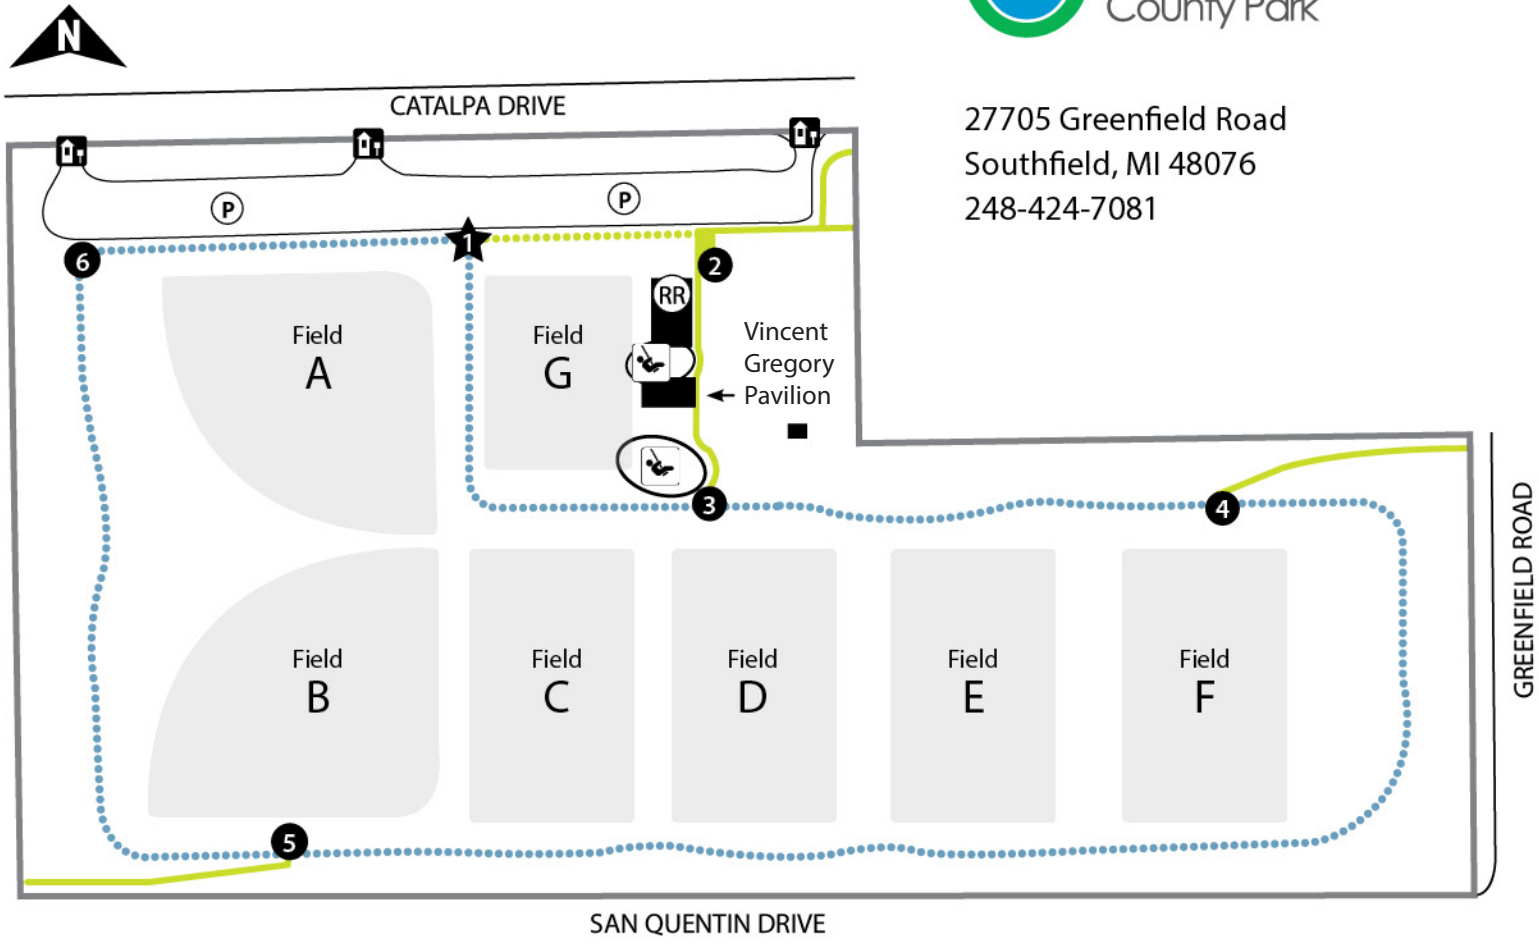 N
County Park
CATALPA DRIVE
27705 Greenfield Road
Southfield, MI 48076
248-424-7081
P
P
1
6
2
RR
Field
A
Field
G
Vincent
Gregory
Pavilion
3
4
GREENFIELD ROAD
Field
B
Field
C
Field
D
Field
E
Field
F
5
SAN QUENTIN DRIVE